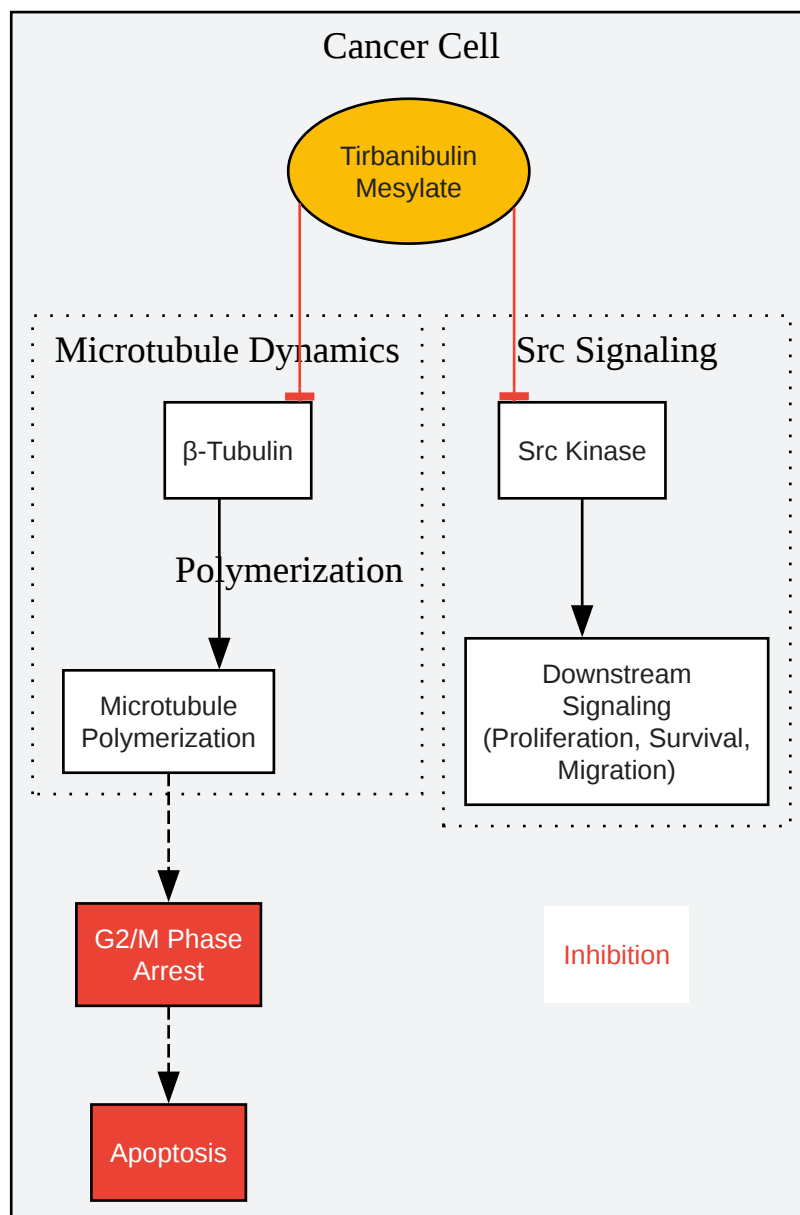 Cancer Cell
Tirbanibulin
Mesylate
Microtubule Dynamics
Src Signaling
β-Tubulin
Src Kinase
Polymerization
Microtubule
Polymerization
Downstream
Signaling
(Proliferation, Survival,
Migration)
G2/M Phase
Arrest
Inhibition
Apoptosis